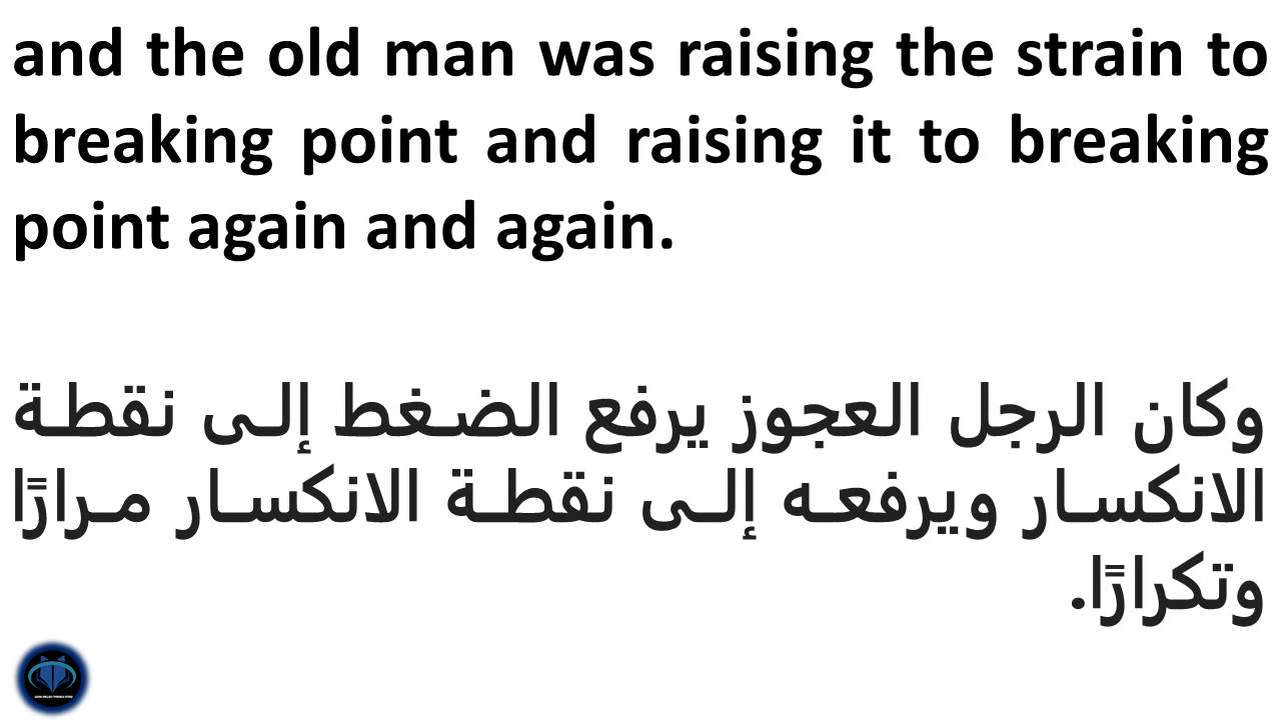 and the old man was raising the strain to
breaking point and raising it to breaking
point again and again.
وكان الرجل العجوز يرفع الضغط إلى نقطة
الانكسار ويرفعه إلى نقطة الانكسار مرارًا
وتكرارًا.